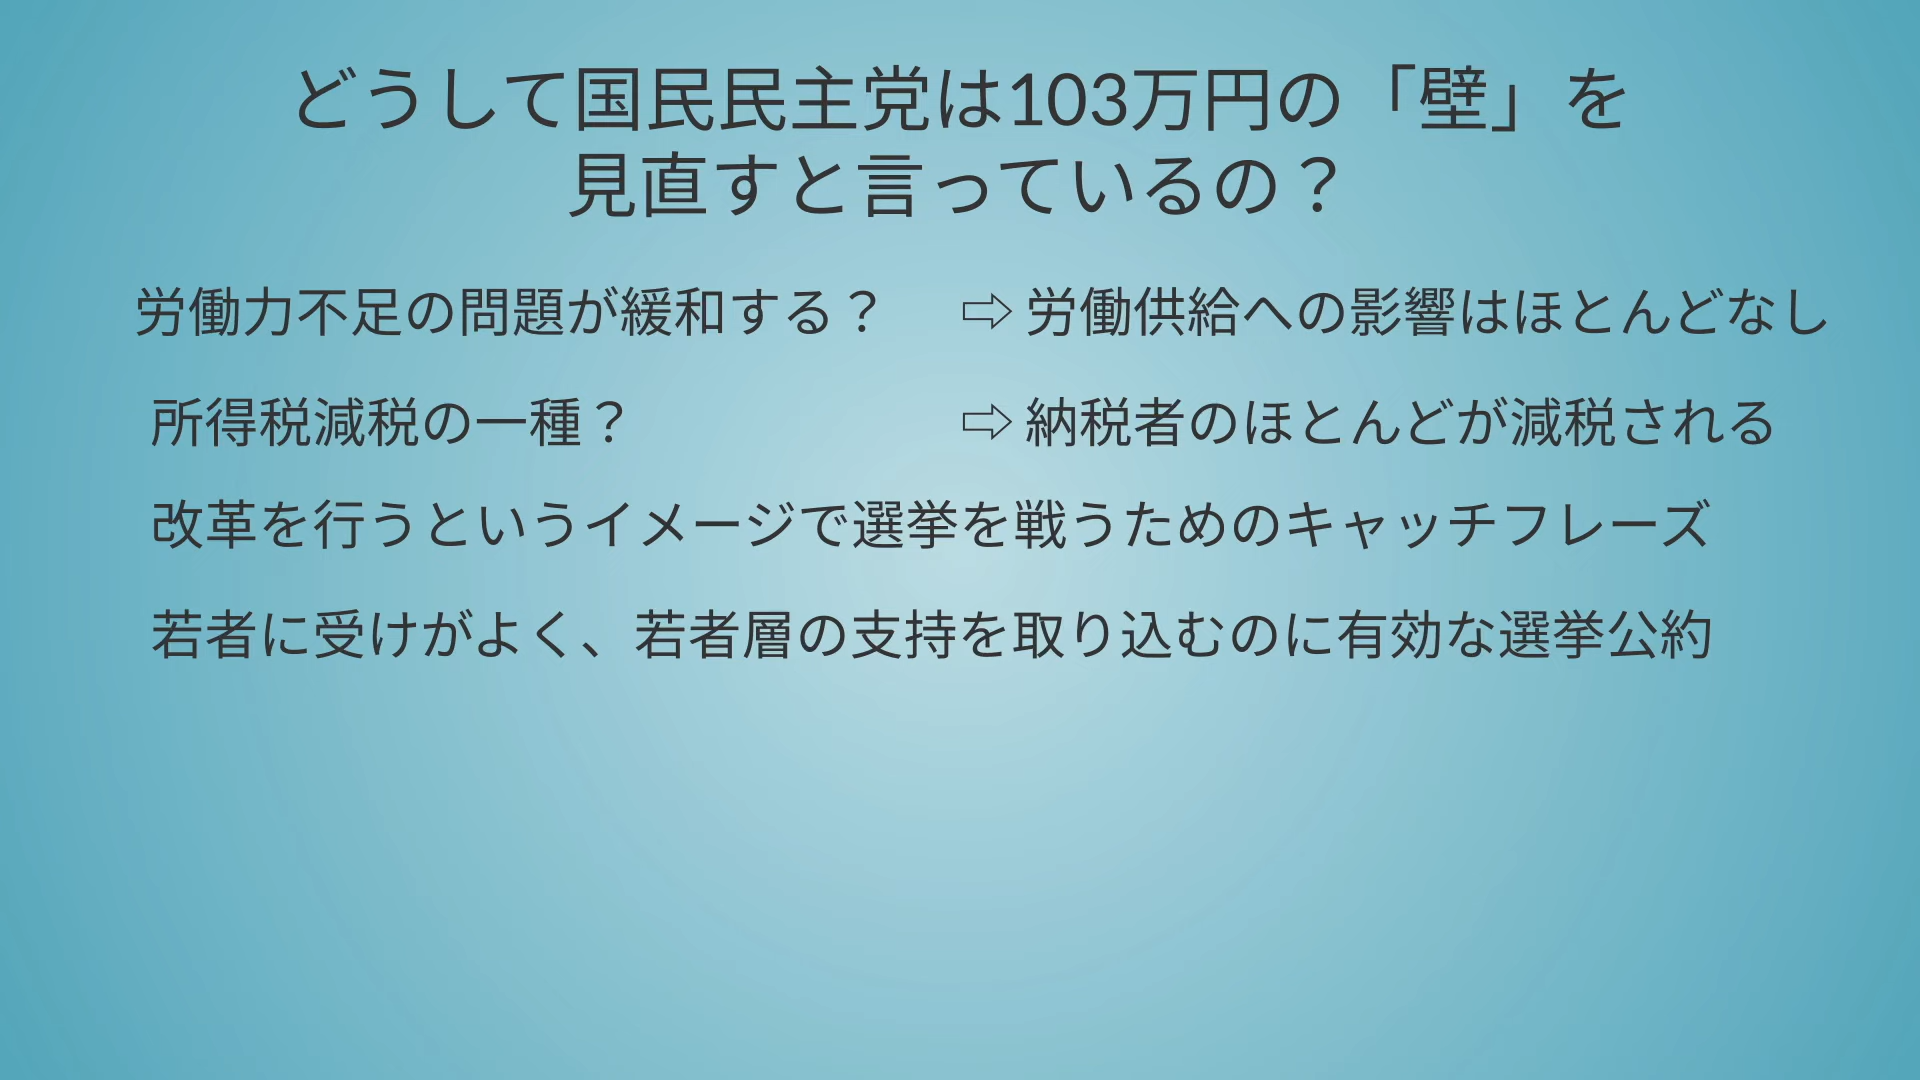 どうして国民民主党は103万円の「壁」を
見直すと言っているの？
労働力不足の問題が緩和する？ ⇨労働供給への影響はほとんどなし
所得税減税の一種？ ⇨納税者のほとんどが減税される
改革を行うというイメージで選挙を戦うためのキャッチフレーズ
若者に受けがよく、若者層の支持を取り込むのに有効な選挙公約